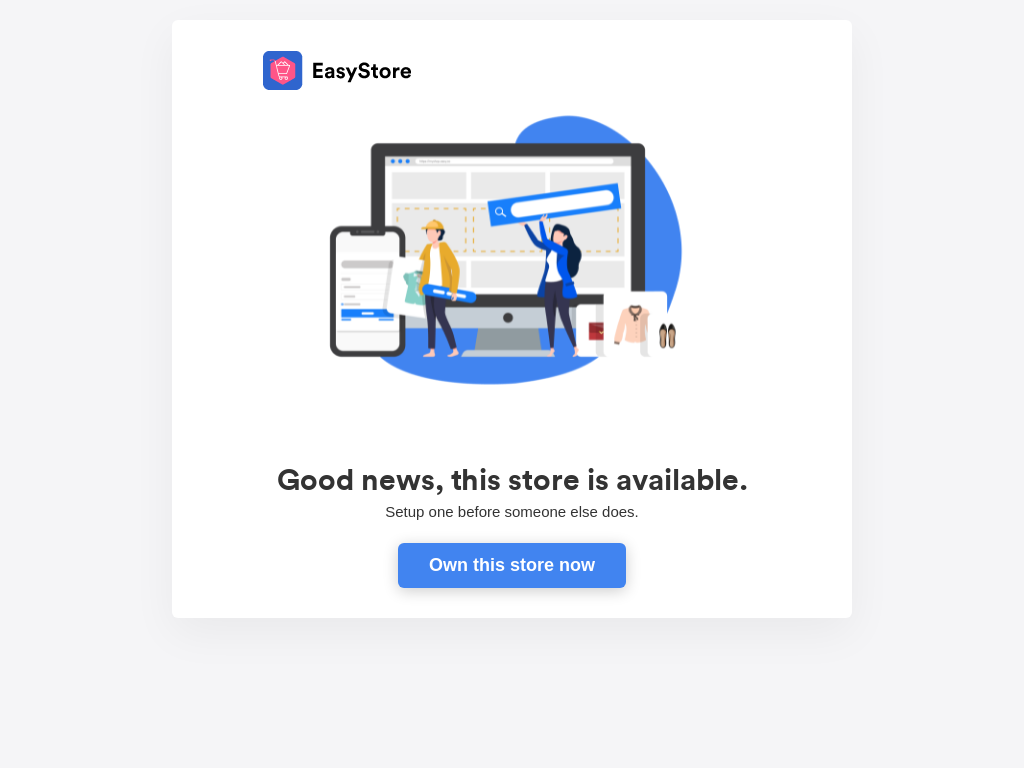 EasyStore
Good news, this store is available.
Setup one before someone else does.
Own this store now